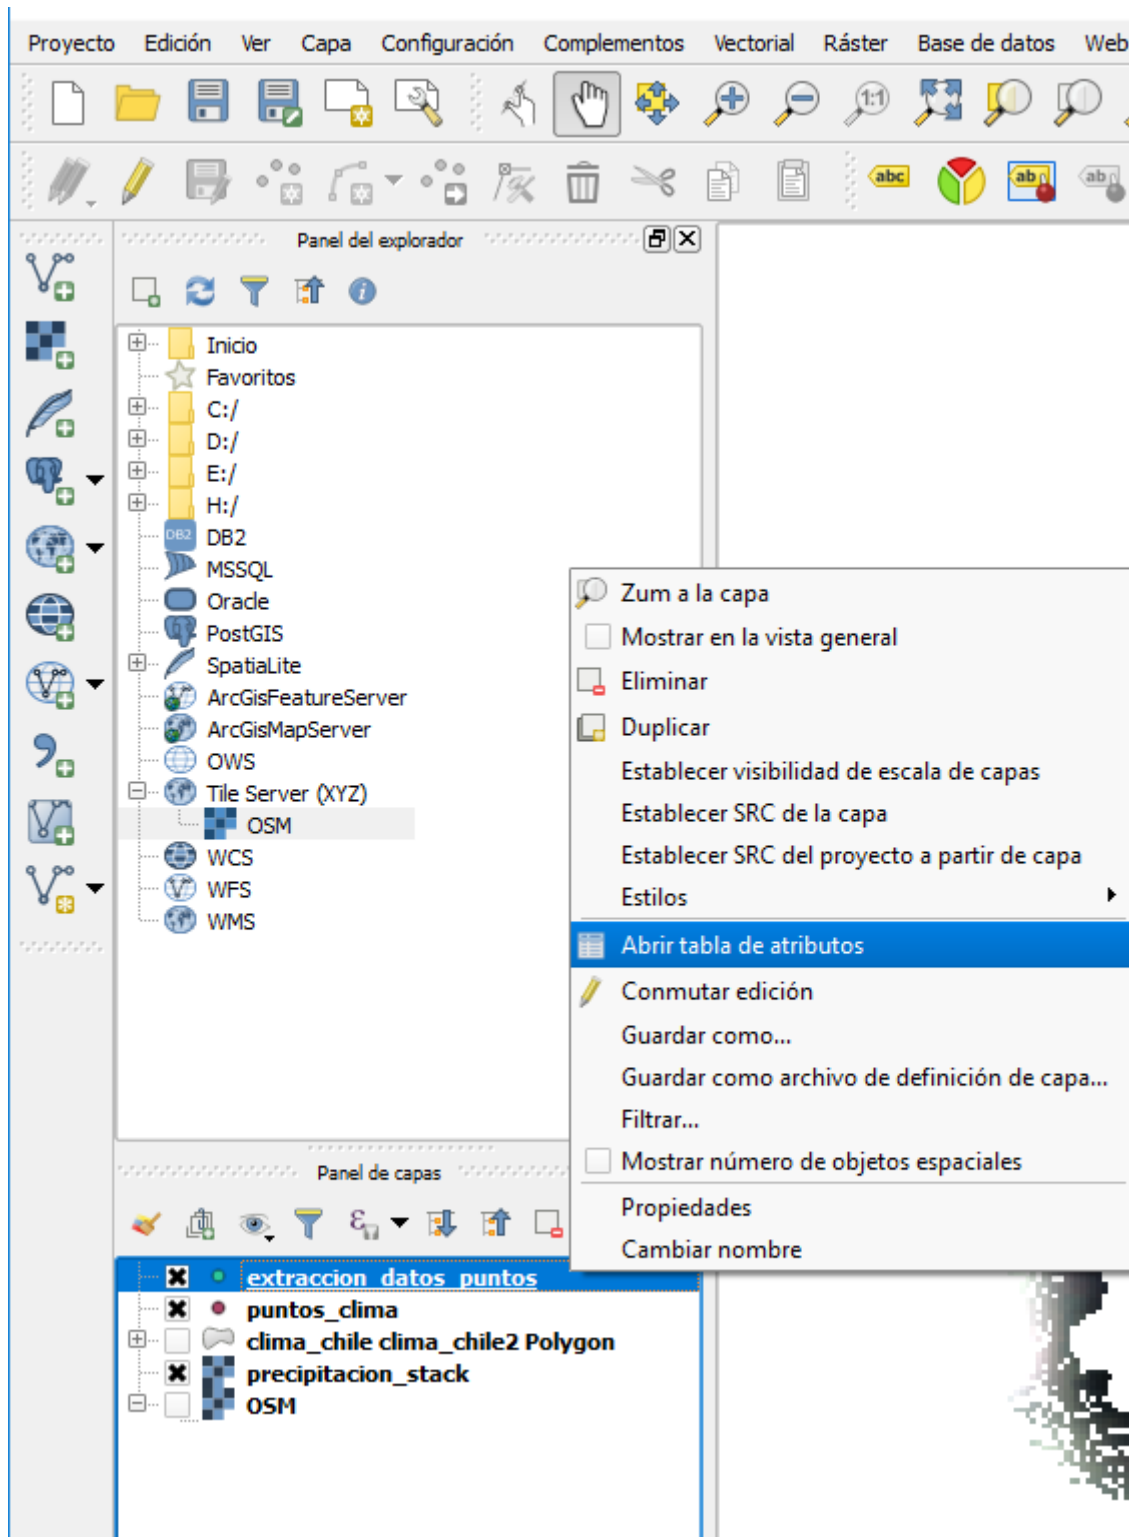 Proyecto Edición Ver Capa Configuración Complementos Vectorial Ráster Base de datos Web
1:1
abc ab ab
Panel del explorador
Inicio
Favoritos
C:/
D:/
E:/
H:/
DB2 DB2
MSSQL
Oracle
PostGIS
SpatiaLite
ArcGisFeatureServer
ArcGisMapServer
OWS
Tile Server (XYZ)
OSM
WCS
WFS
WMS
Zum a la capa
Mostrar en la vista general
Eliminar
Duplicar
Establecer visibilidad de escala de capas
Establecer SRC de la capa
Establecer SRC del proyecto a partir de capa
Estilos
Abrir tabla de atributos
Conmutar edición
Guardar como...
Guardar como archivo de definición de capa...
Filtrar...
Mostrar número de objetos espaciales
Propiedades
Cambiar nombre
Panel de capas
extraccion_datos_puntos
puntos_clima
clima_chile clima_chile2 Polygon
precipitacion_stack
OSM